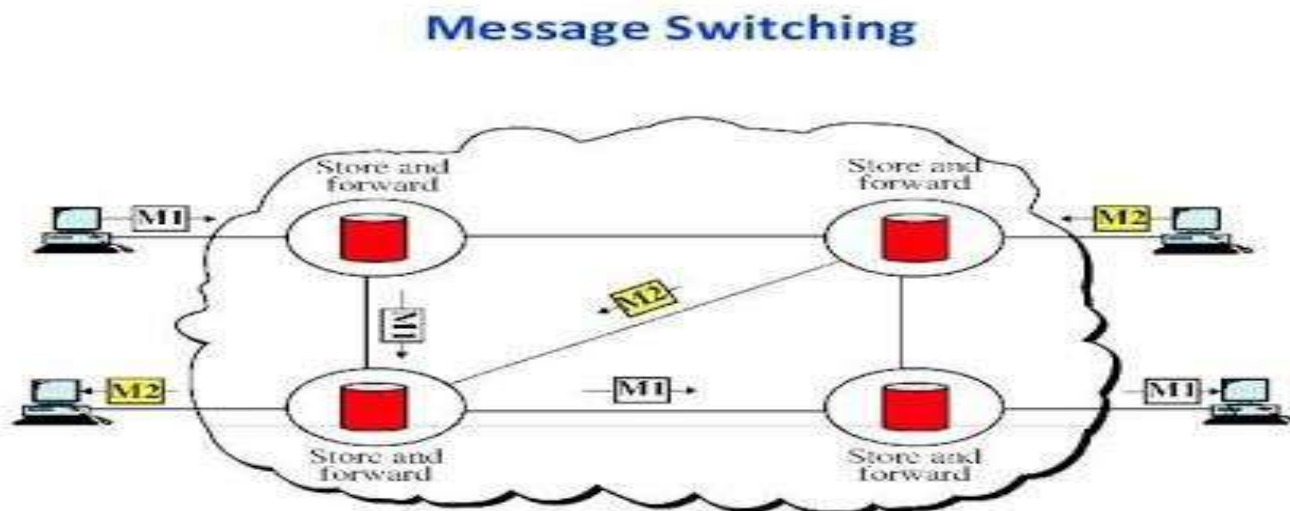 Message Switching
Store and
forward
Store and
forward
M1
M2
M2
M1
M2
M1
M1
Store and
forward
Store and
forward